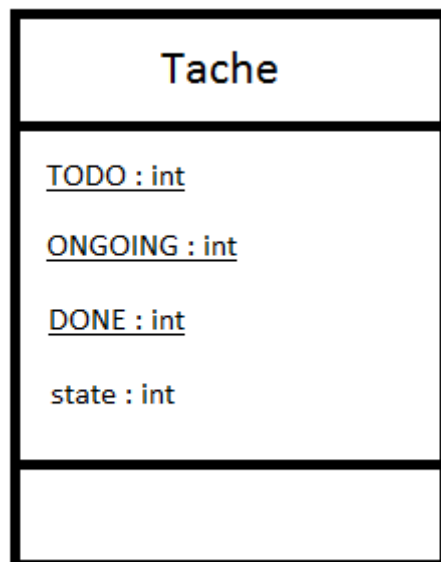 Tache
TODO : int
ONGOING : int
DONE : int
state : int